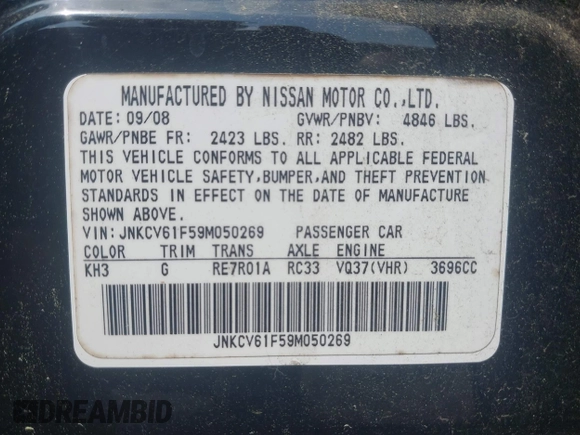 MANUFACTURED BY NISSAN MOTOR CO.,LTD.
DATE: 09/08 GVWR/PNBV: 4846 LBS.
GAWR/PNBE FR: 2423 LBS. RR: 2482 LBS.
THIS VEHICLE CONFORMS TO ALL APPLICABLE FEDERAL
MOTOR VEHICLE SAFETY,BUMPER,AND THEFT PREVENTION
STANDARDS IN EFFECT ON THE DATE OF MANUFACTURE
SHOWN ABOVE.
VIN:JNKCV61F59M050269 PASSENGER CAR
COLOR TRIM TRANS AXLE ENGINE
KH3 G RE7R01A RC33 VQ37(VHR) 3696CC
JNKCV61F59M050269
DREAMBID